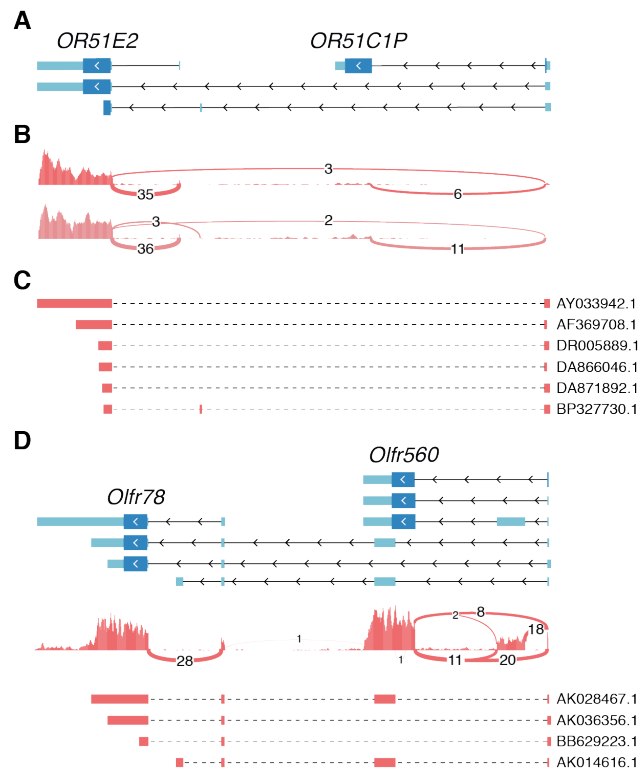 A
OR51E2 OR51C1P
B
3
35 6
3 2
36 11
C
AY033942.1
AF369708.1
DR005889.1
DA866046.1
DA871892.1
BP327730.1
D
Olfr560
Olfr78
2 8
18
1
28 1 11 20
AK028467.1
AK036356.1
BB629223.1
AK014616.1